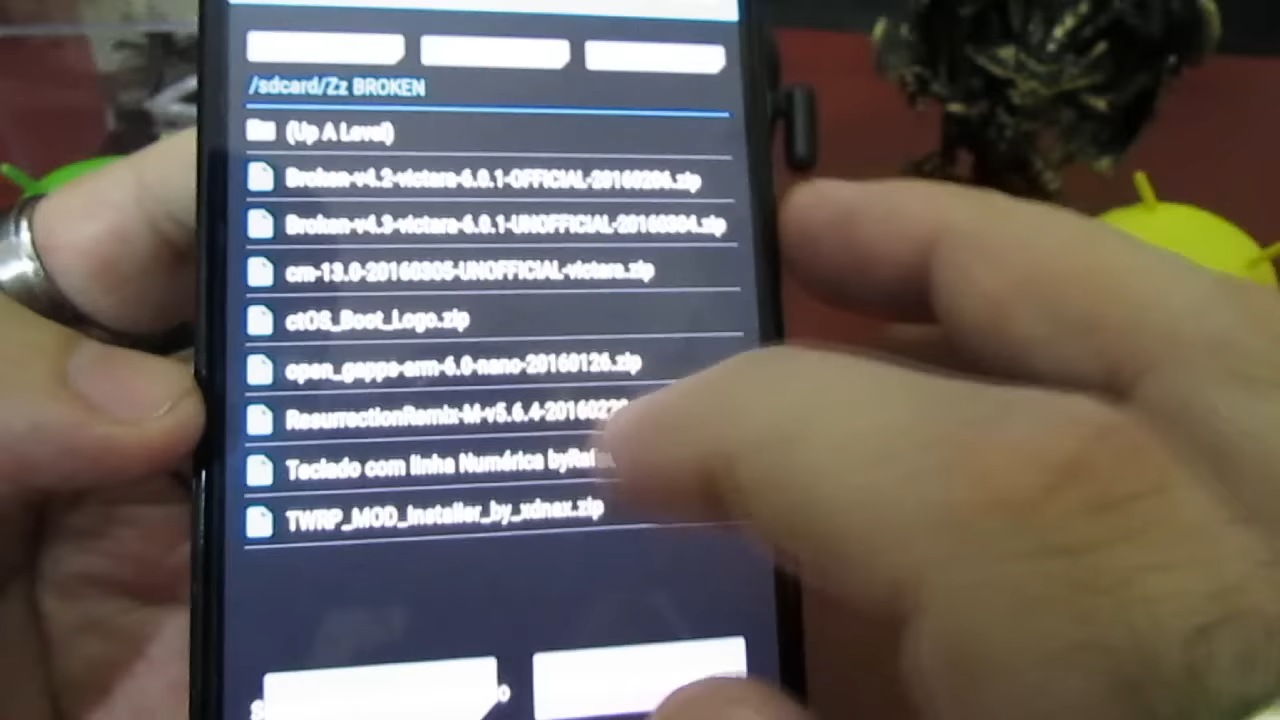 /sdcard/Zz BROKEN
(Up A Level)
Broken-v4.2-victara-6.0.1-OFFICIAL-20160206.zip
Broken-v4.3-victara-6.0.1-UNOFFICIAL-20160304.zip
cm-13.0-20160305-UNOFFICIAL-victara.zip
ctOS_Boot_Logo.zip
open_gapps-arm-6.0-nano-20160126.zip
ResurrectionRemix-M-v5.6.4-2016022
Teclado com linha Numérica
TWRP_MOD_Installer_by_xdnax.zip